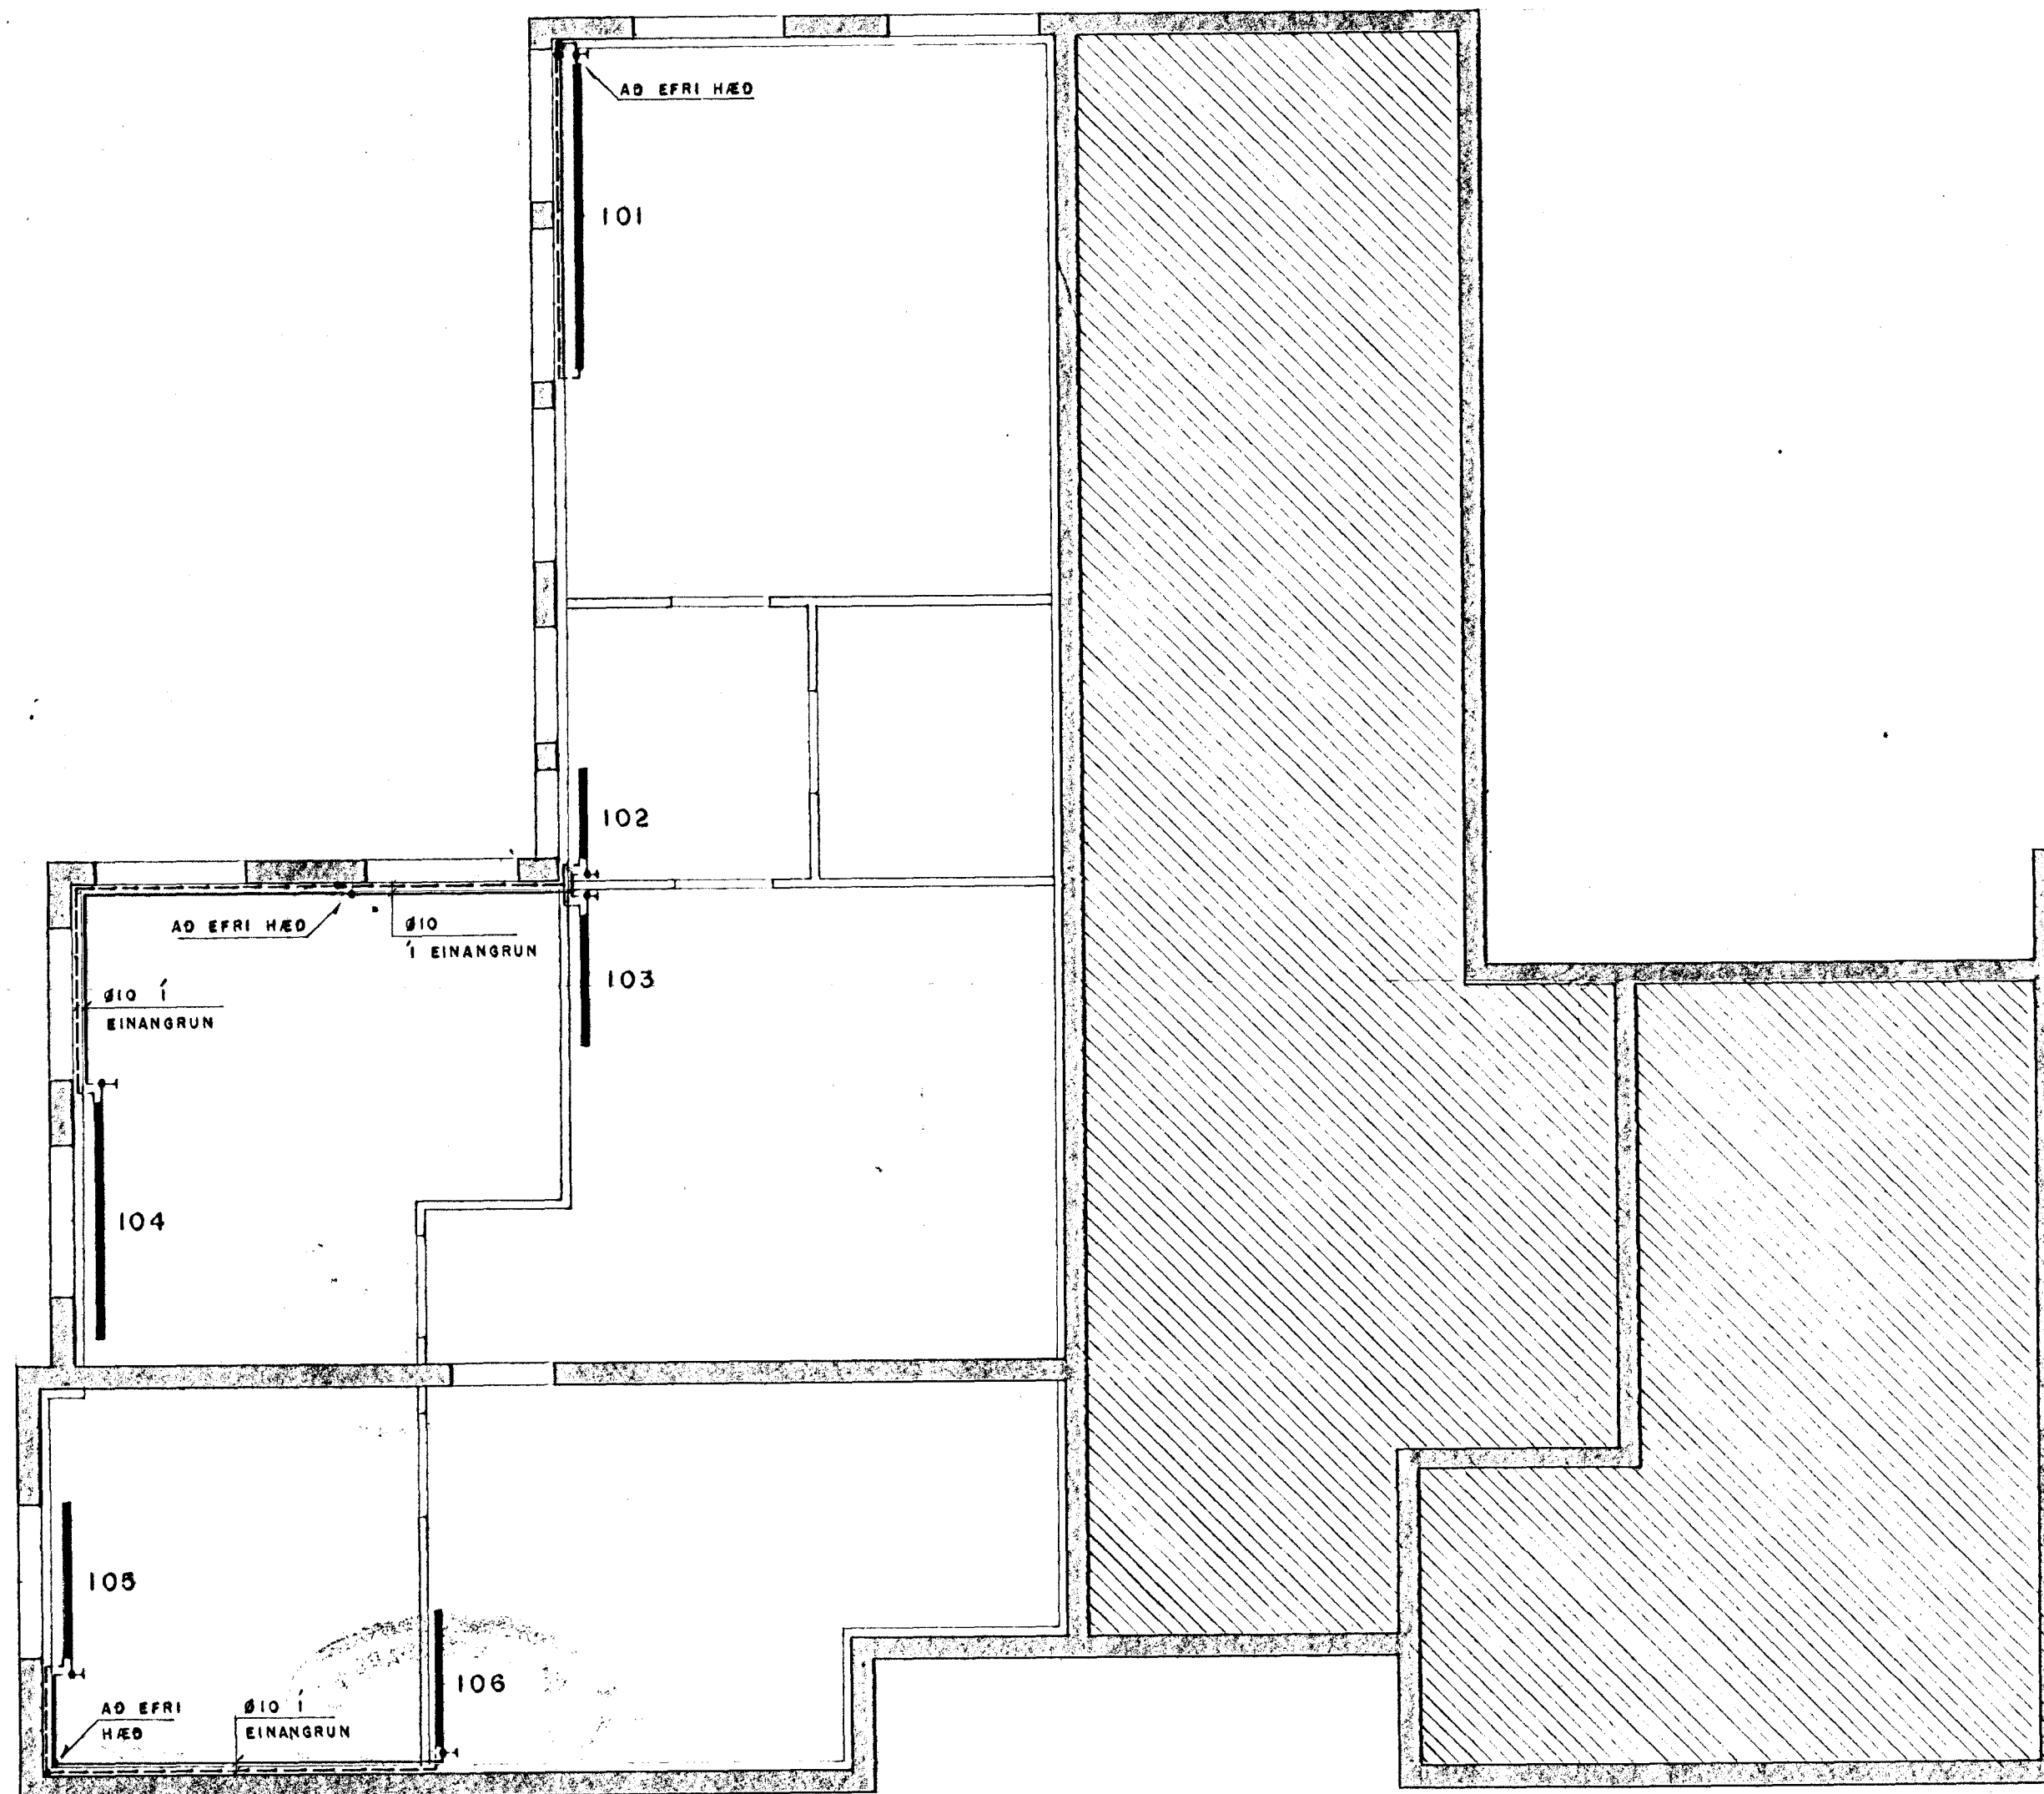 AÐ EFRI HÆÐ
101
102
AÐ EFRI HÆÐ
Ø10
Í EINANGRUN
103
Ø10 Í
EINANGRUN
104
105
106
AÐ EFRI
HÆÐ
Ø10 Í
EINANGRUN